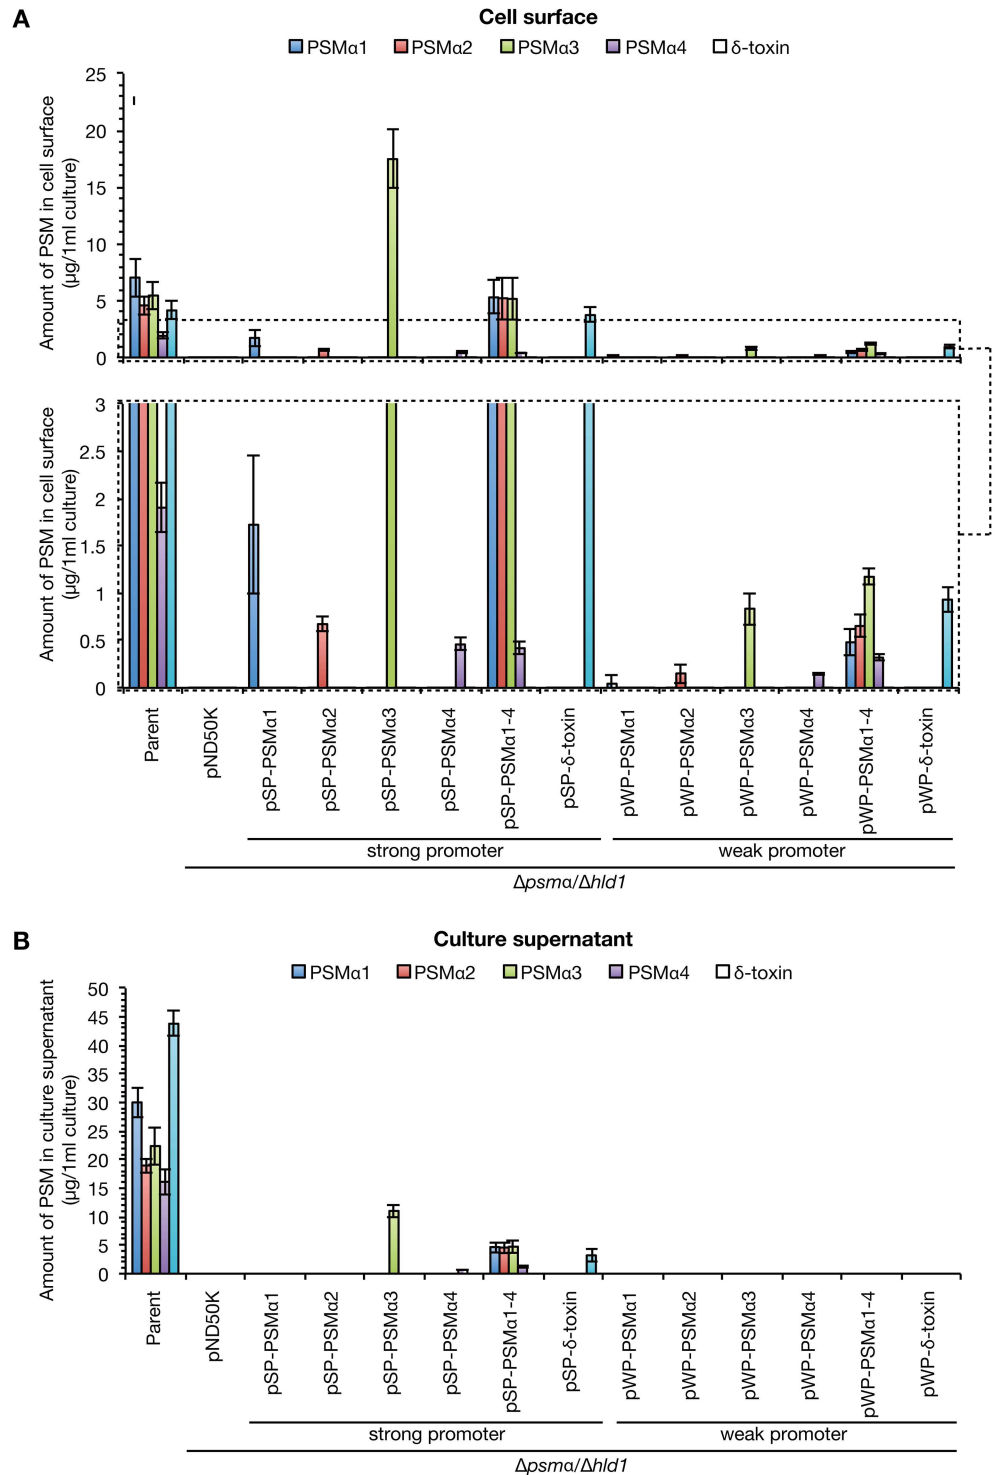 A
Cell surface
PSMα1 PSMα2 PSMα3 PSMα4 δ-toxin
Amount of PSM in cell surface
(μg/1ml culture)
25
20
15
10
5
0
Amount of PSM in cell surface
(μg/1ml culture)
3
2.5
2
1.5
1
0.5
0
Parent
pND50K
pSP-PSMα1
pSP-PSMα2
pSP-PSMα3
pSP-PSMα4
pSP-PSMα1-4
pSP-δ-toxin
pWP-PSMα1
pWP-PSMα2
pWP-PSMα3
pWP-PSMα4
pWP-PSMα1-4
pWP-δ-toxin
strong promoter weak promoter
Δpsmα/Δhld1
B
Culture supernatant
PSMα1 PSMα2 PSMα3 PSMα4 δ-toxin
Amount of PSM in culture supernatant
(μg/1ml culture)
50
45
40
35
30
25
20
15
10
5
0
Parent
pND50K
pSP-PSMα1
pSP-PSMα2
pSP-PSMα3
pSP-PSMα4
pSP-PSMα1-4
pSP-δ-toxin
pWP-PSMα1
pWP-PSMα2
pWP-PSMα3
pWP-PSMα4
pWP-PSMα1-4
pWP-δ-toxin
strong promoter weak promoter
Δpsmα/Δhld1